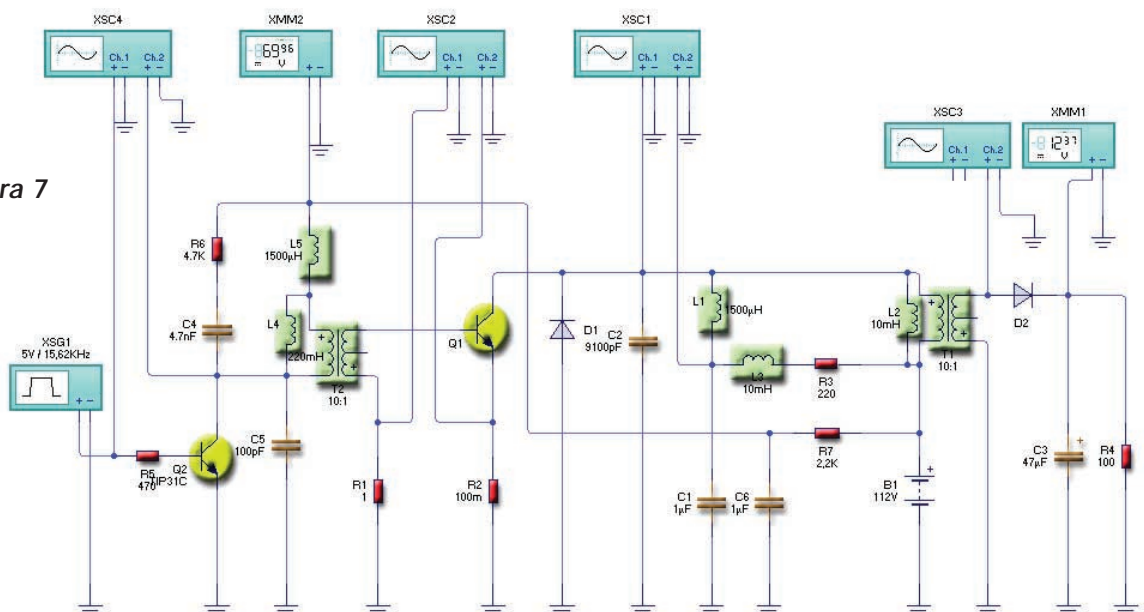 XSC4
XMM2
XSC2
XSC1
XSC3
XMM1
Ch.1 Ch.2
+ - + -
6996
m V
+ -
Ch.1 Ch.2
+ - + -
Ch.1 Ch.2
+ - + -
Ch.1 Ch.2
+ - + -
1237
m V
+ -
ra 7
R6
4.7K
L5
1500µH
C4
4.7nF
L4
220mH
T2
10:1
XSG1
5V / 15,62KHz
+ -
R5
470
Q2
TIP31C
C5
100pF
R1
1
Q1
R2
100m
D1
C2
9100pF
L1
1500µH
L3
10mH
R3
220
L2
10mH
T1
10:1
D2
R7
2,2K
C1
1µF
C6
1µF
B1
112V
C3
47µF
R4
100